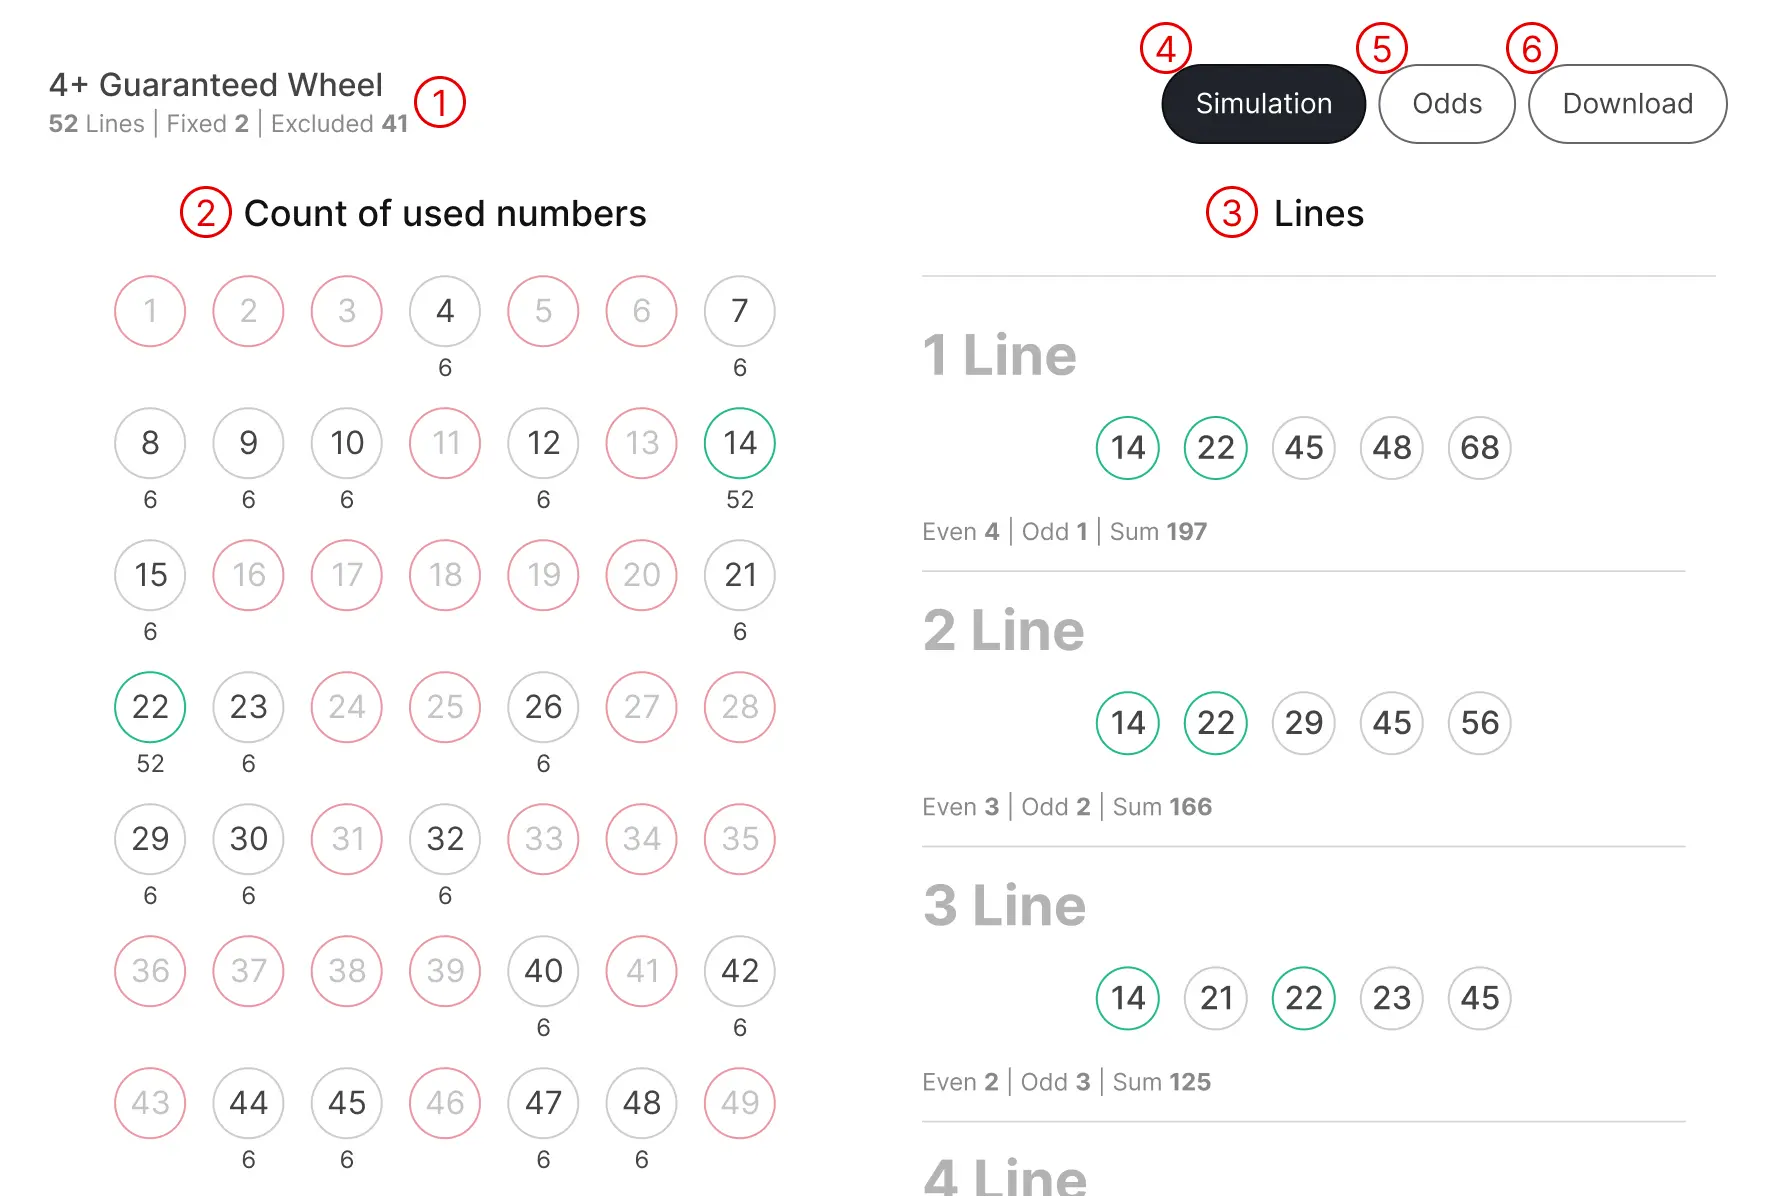 4+ Guaranteed Wheel
1
52 Lines | Fixed 2 | Excluded 41
4
5
6
Simulation
Odds
Download
2 Count of used numbers
1 2 3 4 5 6 7
6 6
8 9 10 11 12 13 14
6 6 6 6 52
15 16 17 18 19 20 21
6 6
22 23 24 25 26 27 28
52 6 6
29 30 31 32 33 34 35
6 6 6
36 37 38 39 40 41 42
6 6
43 44 45 46 47 48 49
6 6 6 6
3 Lines
1 Line
14 22 45 48 68
Even 4 | Odd 1 | Sum 197
2 Line
14 22 29 45 56
Even 3 | Odd 2 | Sum 166
3 Line
14 21 22 23 45
Even 2 | Odd 3 | Sum 125
4 Line